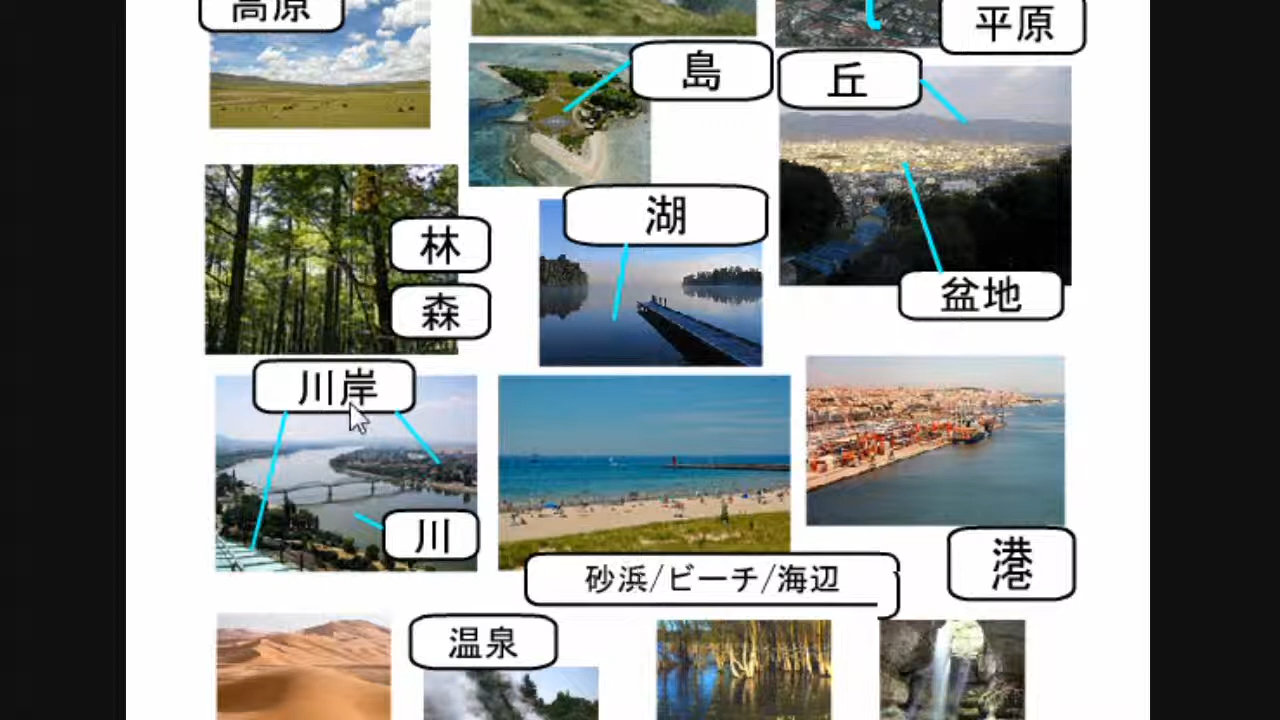 高原
平原
島
丘
林
湖
森
盆地
川岸
川
砂浜/ビーチ/海辺
港
温泉